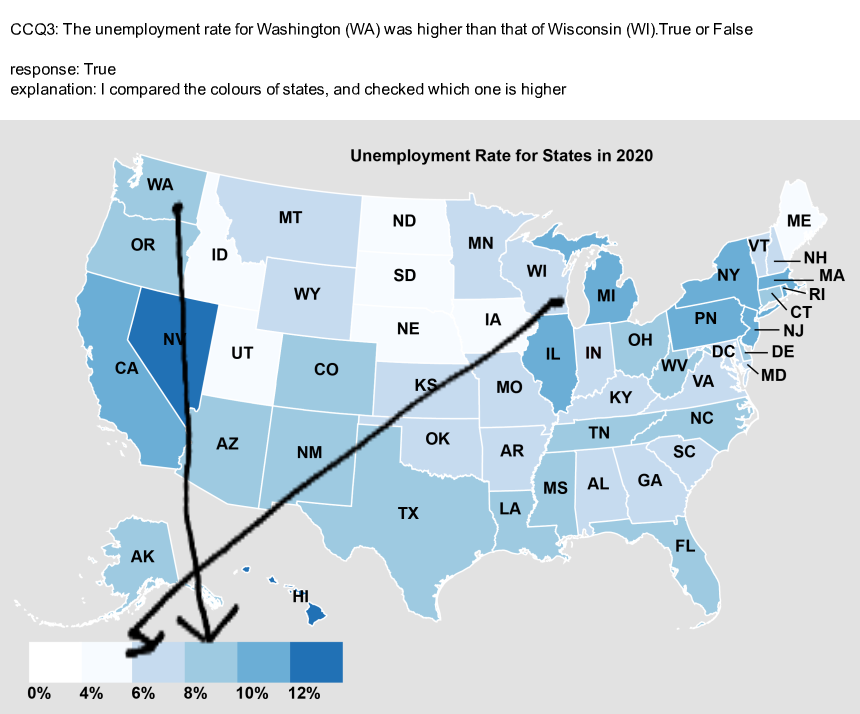 CCQ3: The unemployment rate for Washington (WA) was higher than that of Wisconsin (WI).True or False
response: True
explanation: I compared the colours of states, and checked which one is higher
Unemployment Rate for States in 2020
WA
MT
ND
ME
OR
ID
MN
VT
NH
WI
NY
MA
SD
WY
MI
RI
CT
IA
PN
NJ
NV
NE
OH
UT
IL
IN
DC
DE
CA
CO
WV
MD
KS
MO
VA
KY
NC
TN
AZ
OK
NM
AR
SC
MS
AL
GA
TX
LA
FL
AK
HI
0% 4% 6% 8% 10% 12%